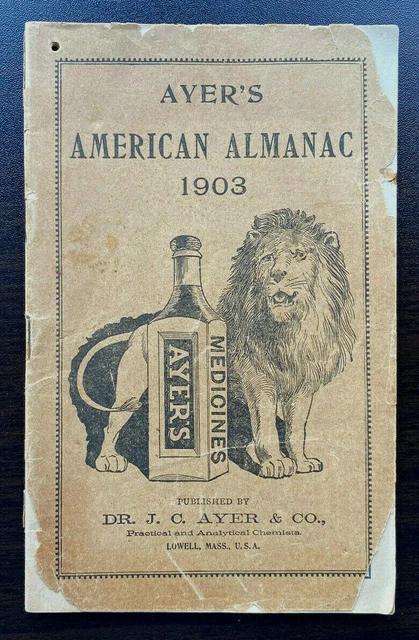 AYER'S
AMERICAN ALMANAC
1903
AYER'S
MEDICINES
PUBLISHED BY
DR. J. C. AYER & CO.,
Practical and Analytical Chemists.
LOWELL, MASS., U.S.A.